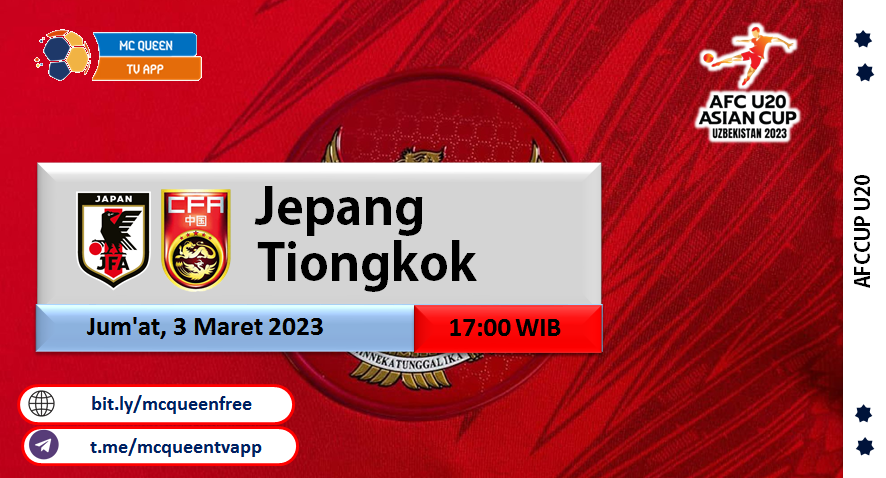 MC QUEEN
TV APP
AFC U20
ASIAN CUP
UZBEKISTAN 2023
JAPAN
JFA
CFA
中国
Jepang
Tiongkok
Jum'at, 3 Maret 2023
17:00 WIB
INNEKATUNGGALIKA
bit.ly/mcqueenfree
t.me/mcqueentvapp
AFCCUP U20